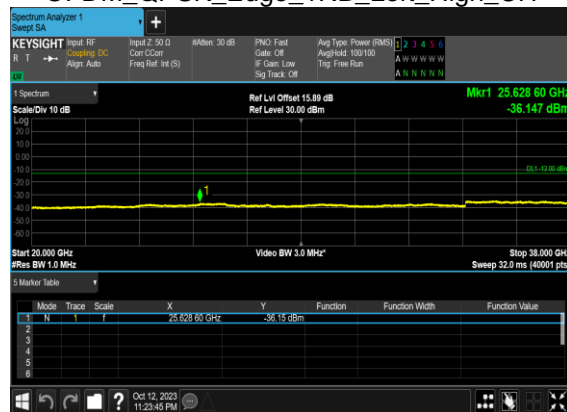 Spectrum Analyzer 1
Swept SA
KEYSIGHT
R T
LW
Input: RF
Coupling: DC
Align: Auto
Input Z: 50 Ω
Corr CCorr
Freq Ref: Int (S)
#Atten: 30 dB
PNO: Fast
Gate: Off
IF Gain: Low
Sig Track: Off
Avg Type: Power (RMS)
Avg|Hold: 100/100
Trig: Free Run
1 2 3 4 5 6
A W W W W W
A N N N N N
1 Spectrum
Scale/Div 10 dB
Log
Ref Lvl Offset 15.89 dB
Ref Level 30.00 dBm
Mkr1 25.628 60 GHz
-36.147 dBm
20.0
10.0
0.00
-10.0
DL1 -13.00 dBm
-20.0
-30.0
1
-40.0
-50.0
-60.0
Start 20.000 GHz
#Res BW 1.0 MHz
Video BW 3.0 MHz*
Stop 38.000 GHz
Sweep 32.0 ms (40001 pts)
5 Marker Table
Mode Trace Scale X Y Function Function Width Function Value
1 N 1 f 25.628 60 GHz -36.15 dBm
2
3
4
5
6
?
Oct 12, 2023
11:23:45 PM